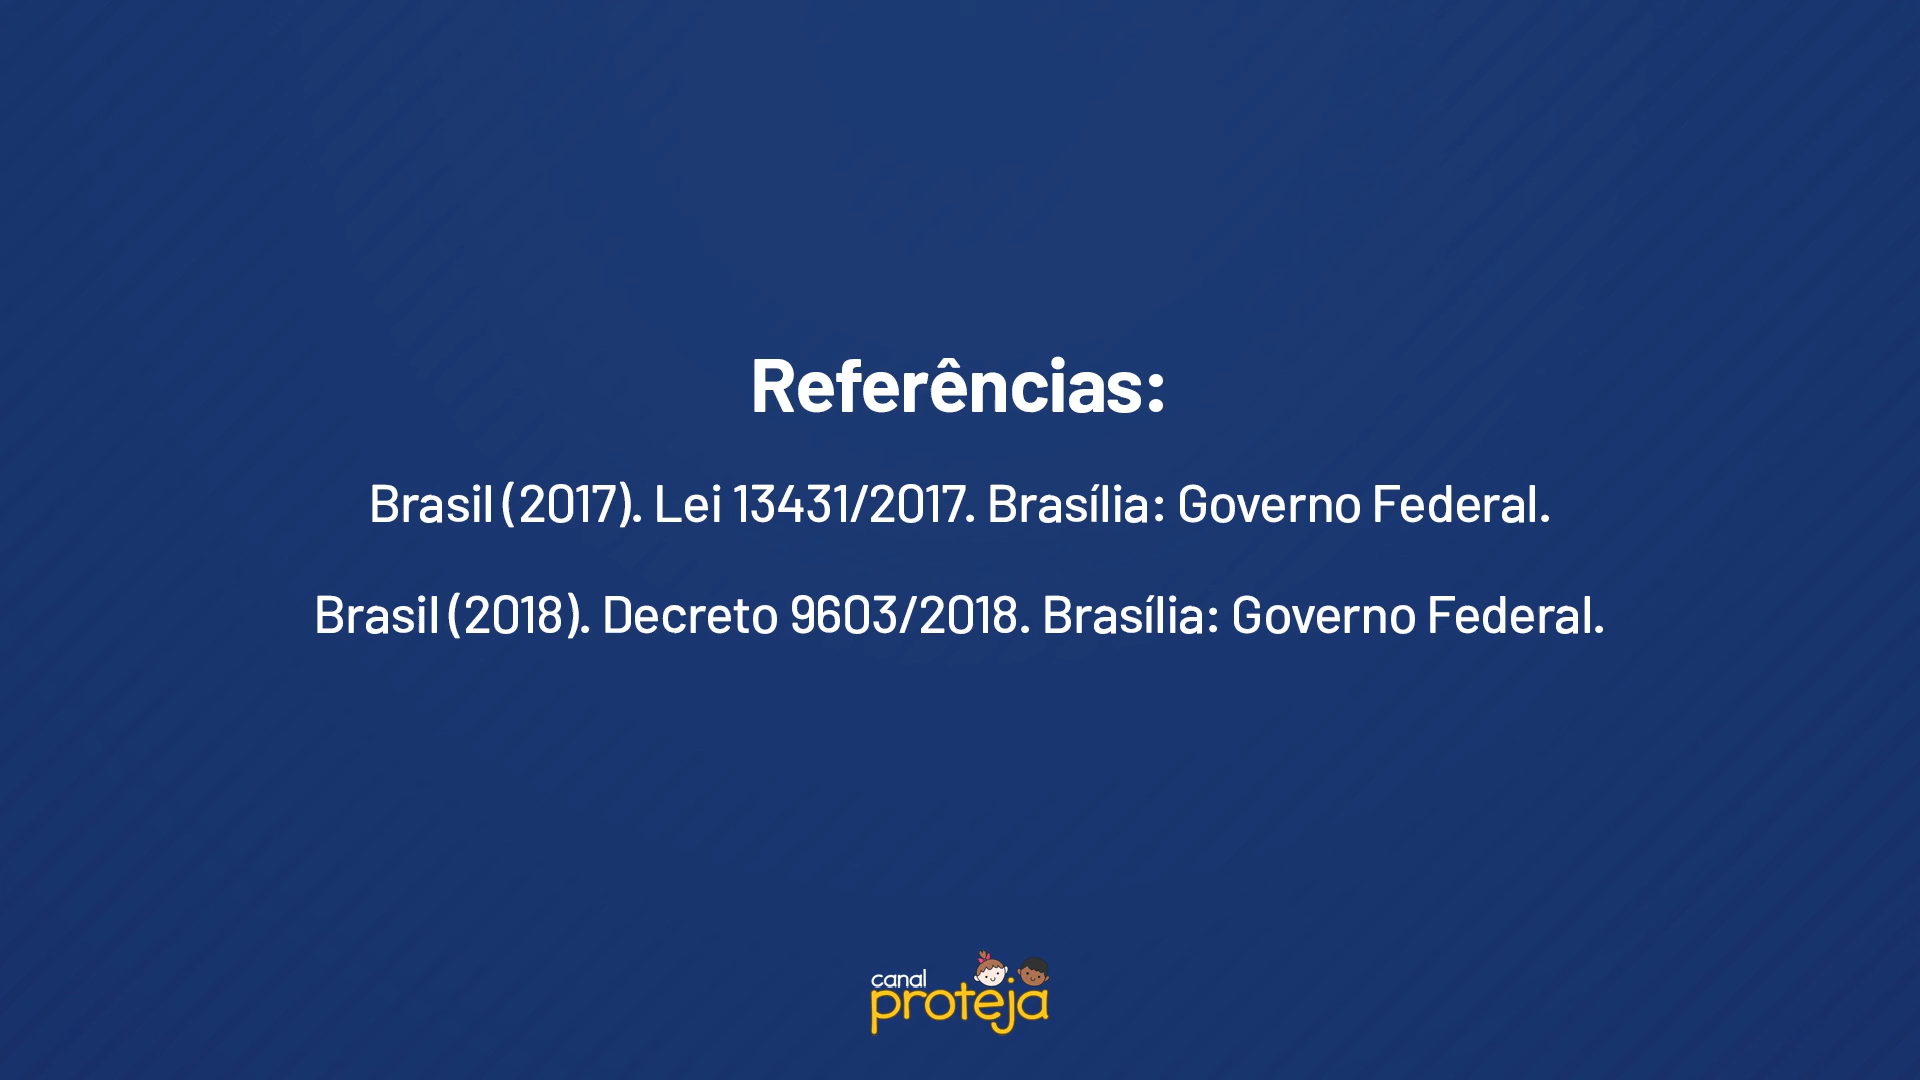 Referências:
Brasil (2017). Lei 13431/2017. Brasília: Governo Federal.
Brasil (2018). Decreto 9603/2018. Brasília: Governo Federal.
canal
proteja